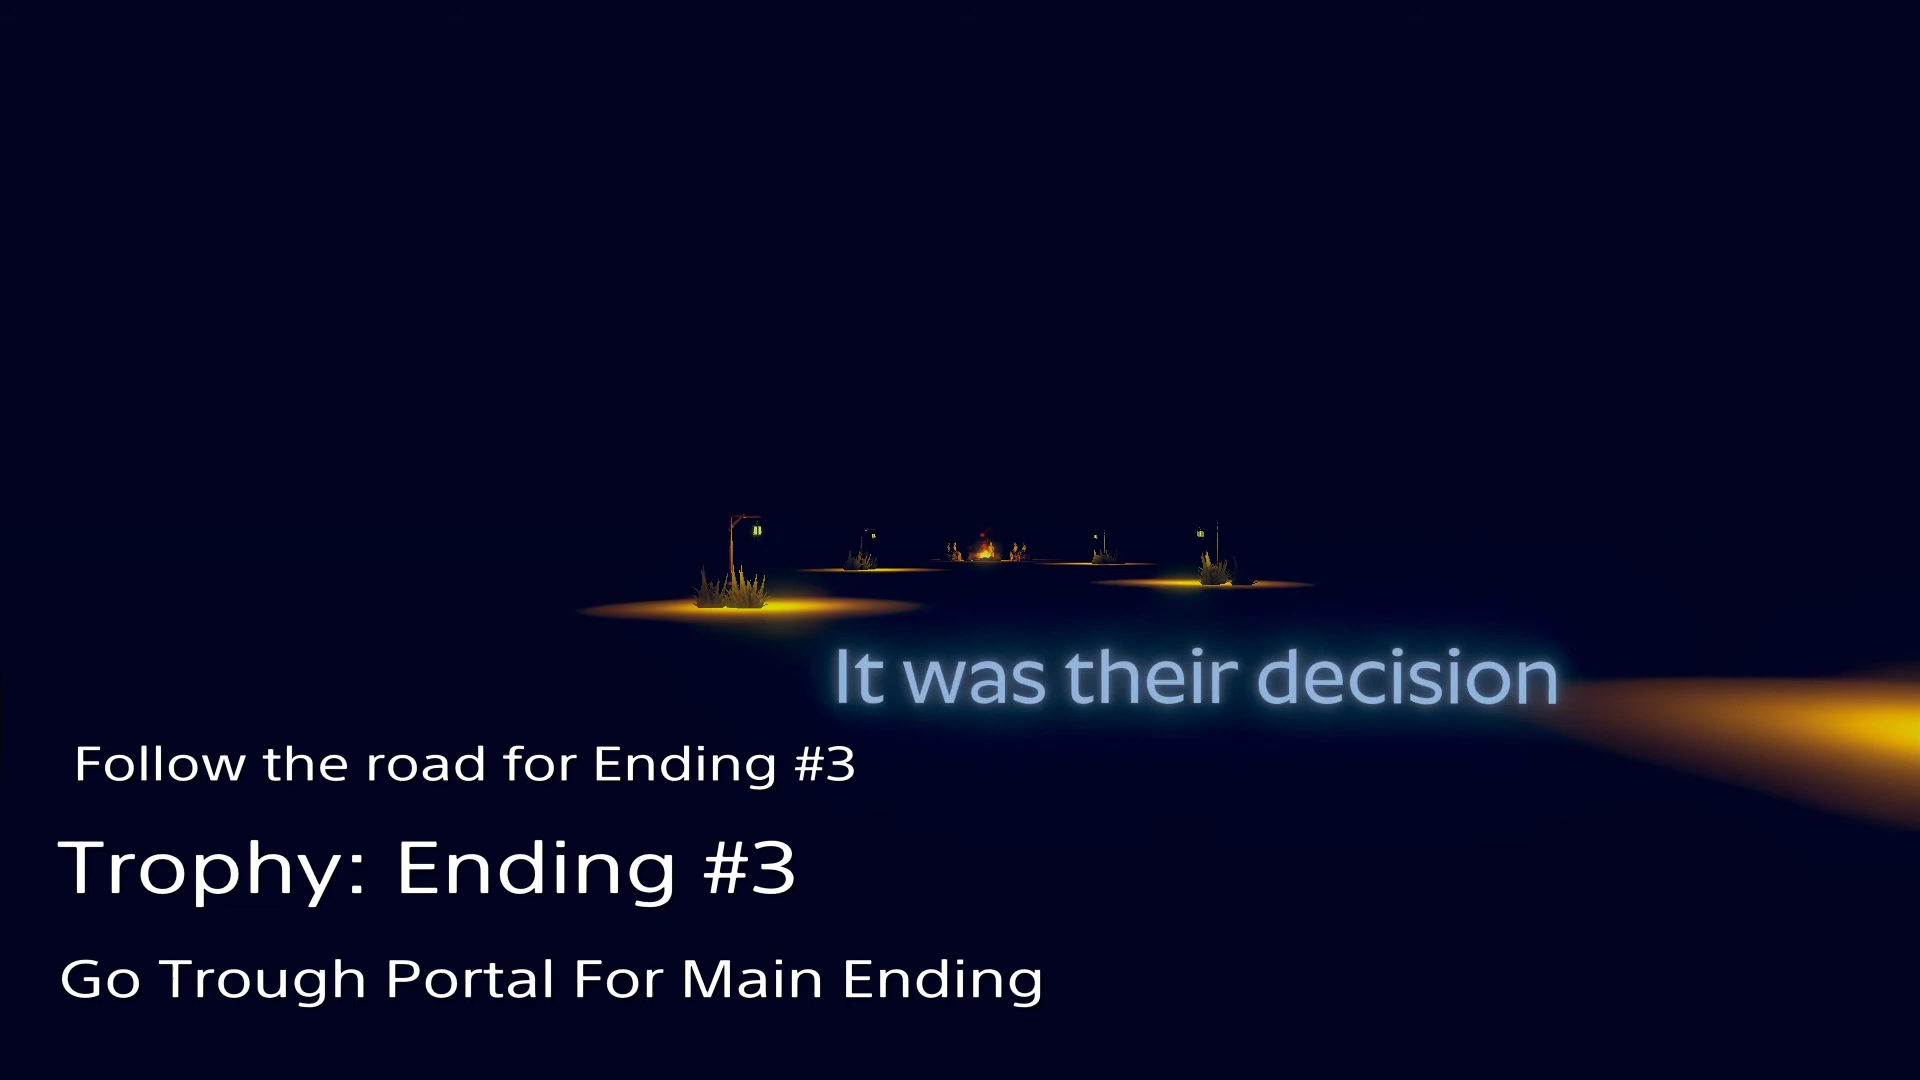 It was their decision
Follow the road for Ending #3
Trophy: Ending #3
Go Trough Portal For Main Ending